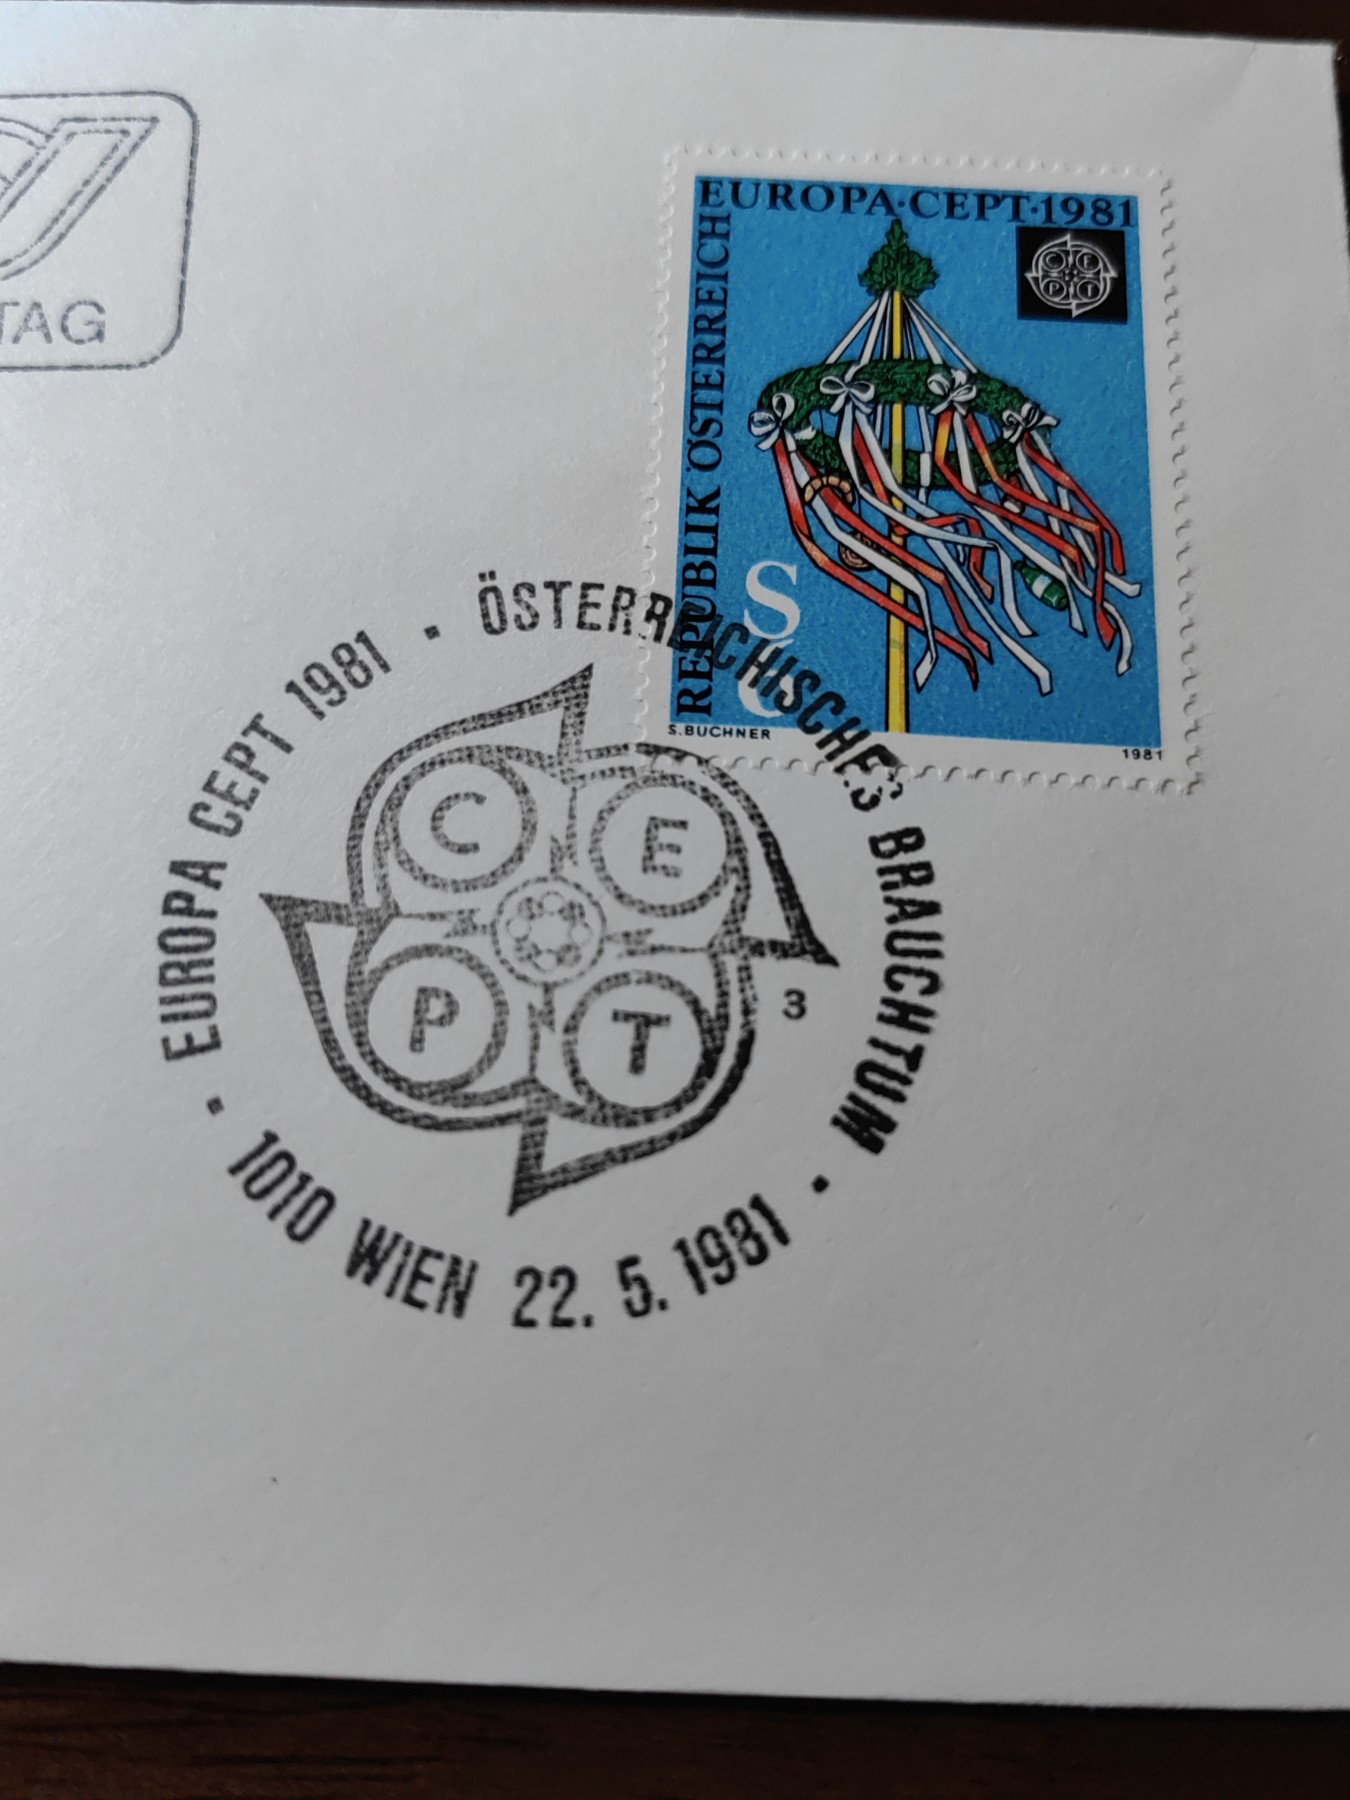 TAG
EUROPA·CEPT·1981
REPUBLIK ÖSTERREICH
C E
P T
S
6
S.BUCHNER
1981
EUROPA CEPT 1981 · ÖSTERREICHISCHES BRAUCHTUM ·
C E
P T
3
1010 WIEN 22. 5. 1981 ·